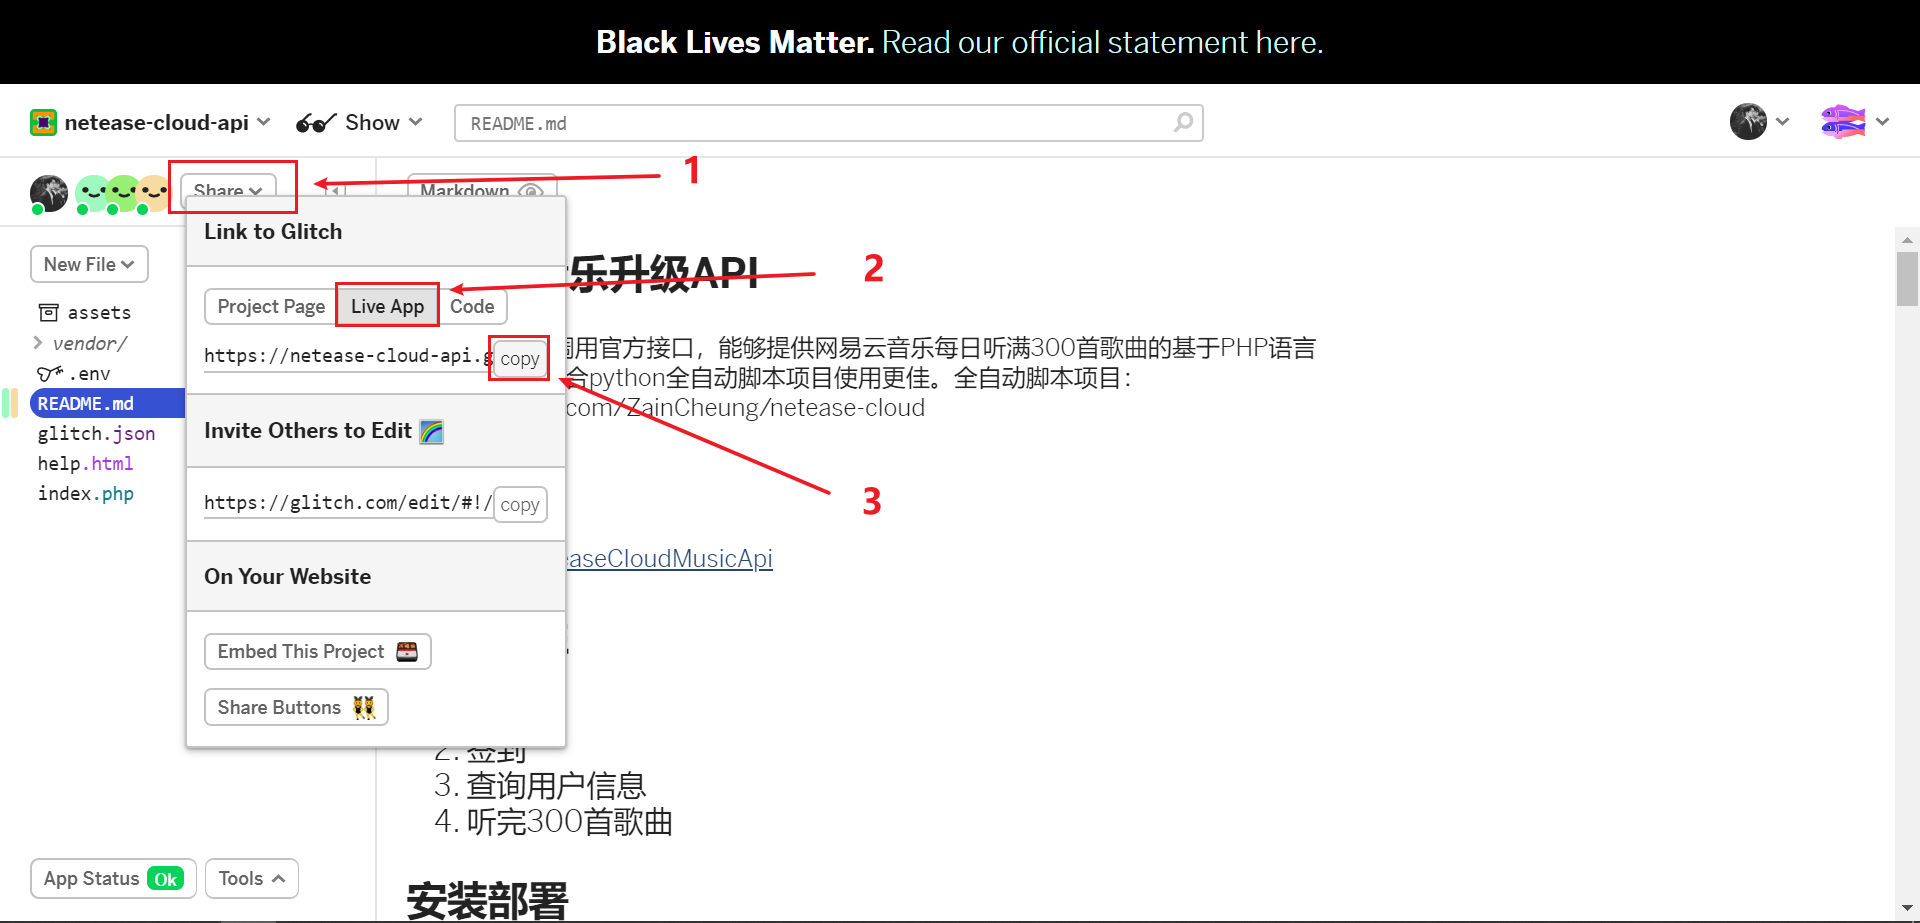 Black Lives Matter. Read our official statement here.
netease-cloud-api
Show
README.md
Share
1
Markdown
Link to Glitch
New File
乐升级API
2
Project Page
Live App
Code
assets
https://netease-cloud-api.g
copy
用官方接口，能够提供网易云音乐每日听满300首歌曲的基于PHP语言
vendor/
.env
合python全自动脚本项目使用更佳。全自动脚本项目：
README.md
com/ZainCheung/netease-cloud
glitch.json
Invite Others to Edit
help.html
index.php
https://glitch.com/edit/#!/
copy
3
easeCloudMusicApi
On Your Website
Embed This Project
Share Buttons
2. 签到
3. 查询用户信息
4. 听完300首歌曲
App Status Ok
Tools
安装部署